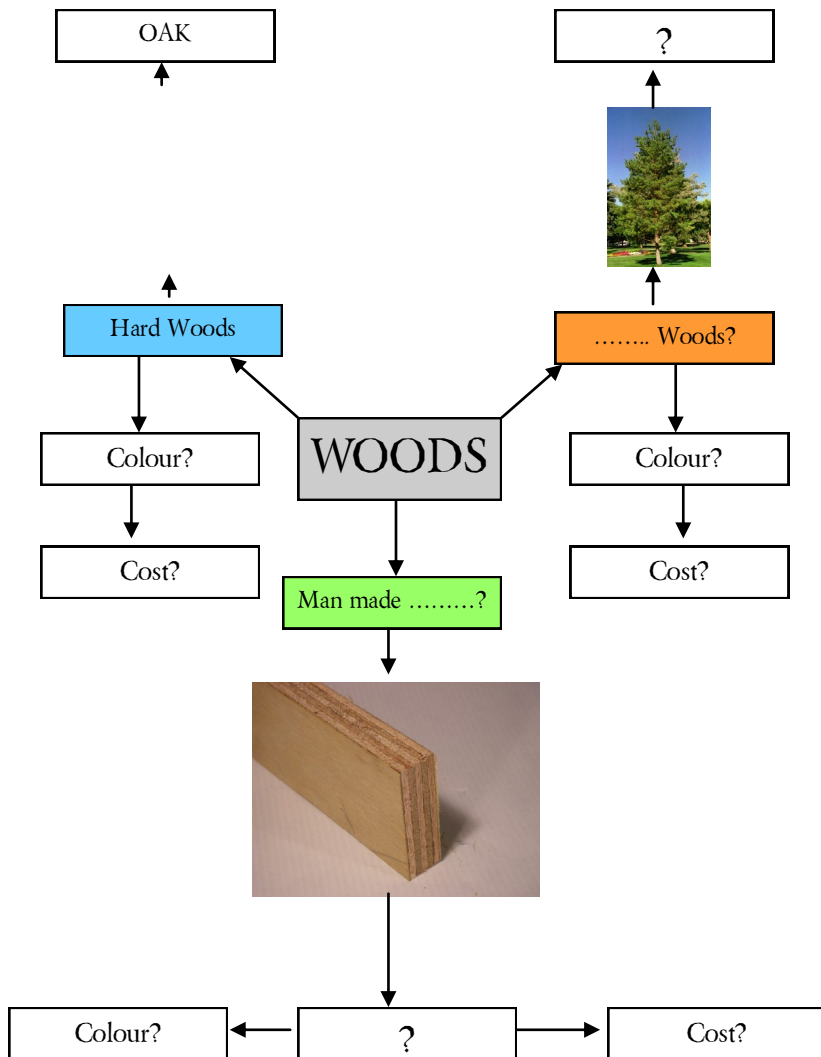 OAK
?
Hard Woods
…….. Woods?
WOODS
Colour?
Colour?
Cost?
Cost?
Man made ………?
Colour?
?
Cost?